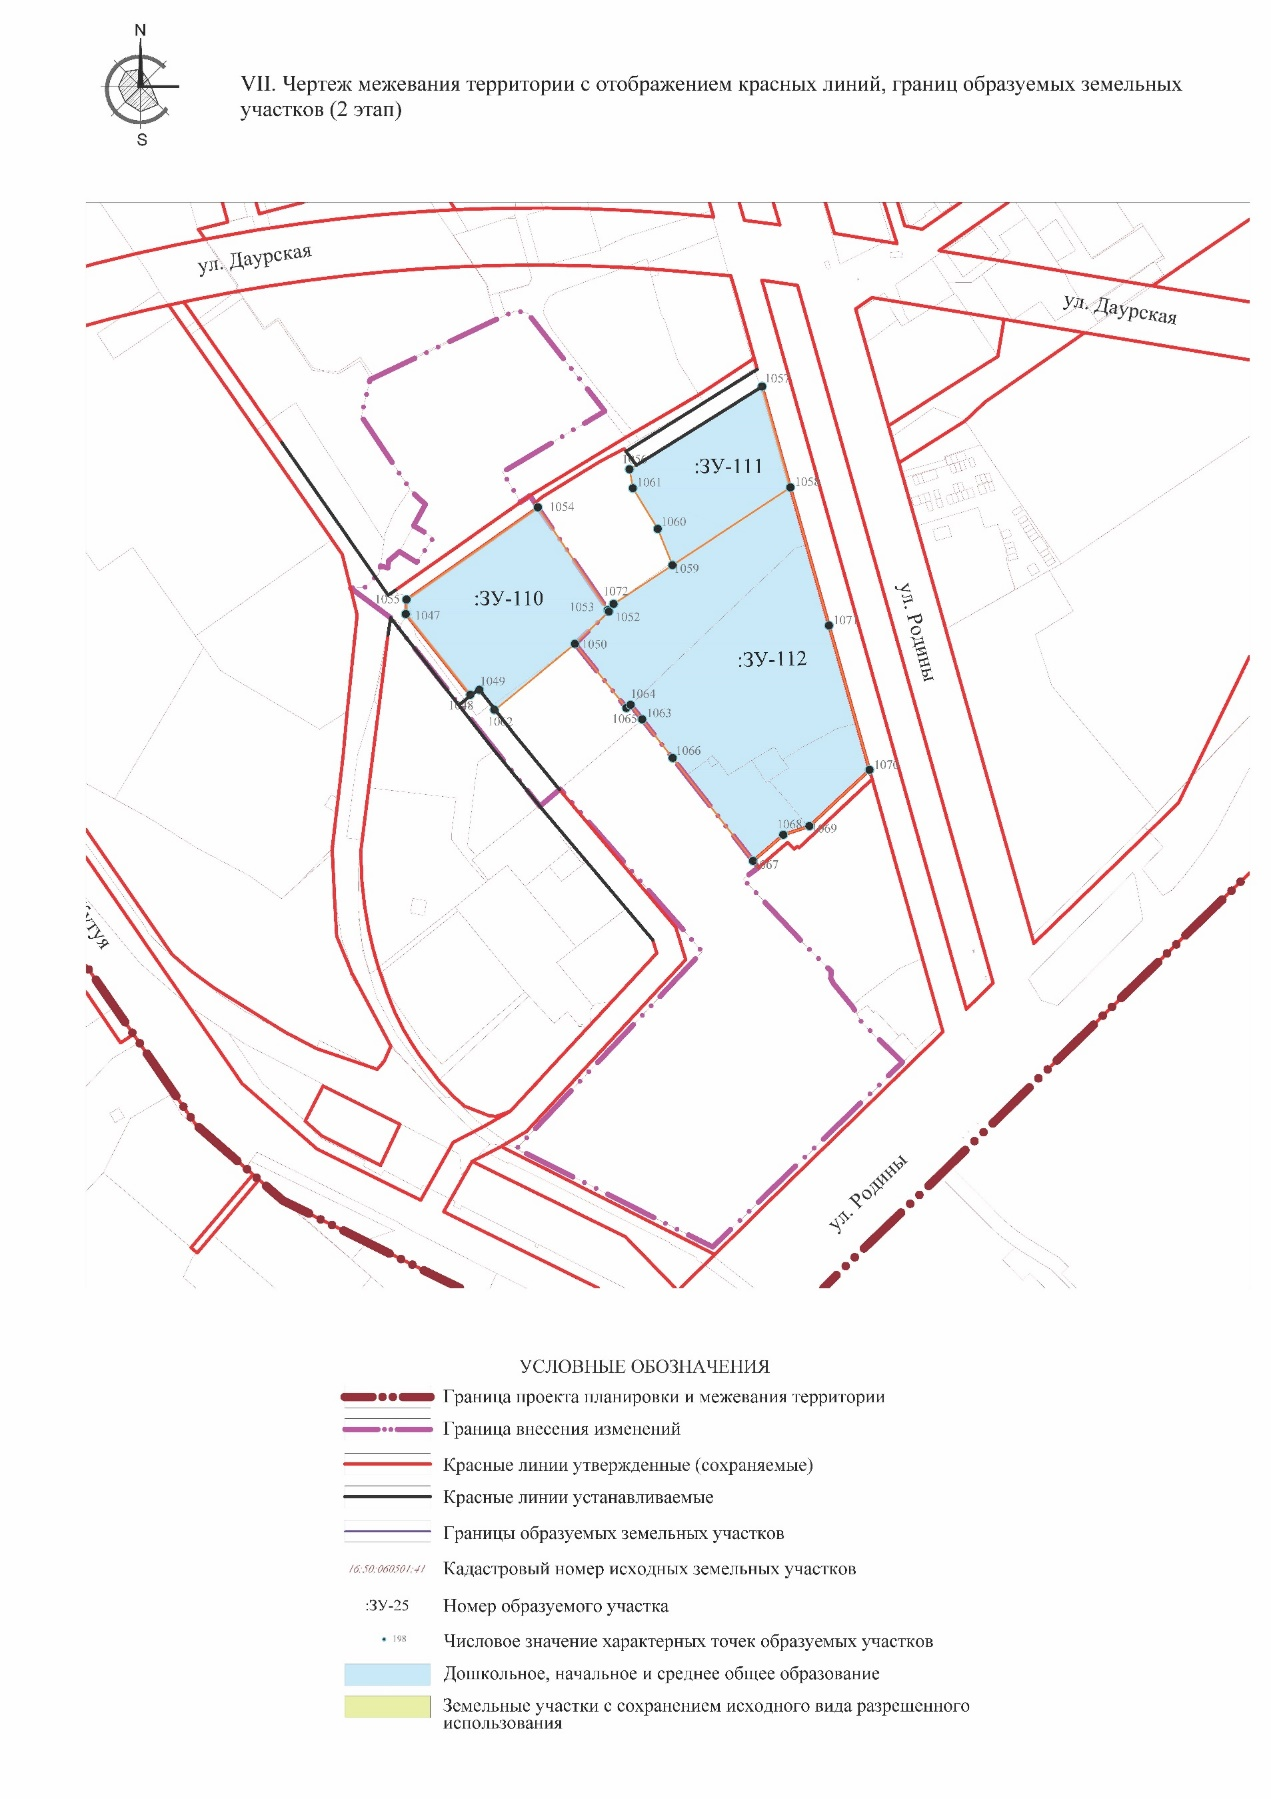 N
S
VII. Чертеж межевания территории с отображением красных линий, границ образуемых земельных
участков (2 этап)
ул. Даурская
ул. Даурская
1057
:ЗУ-111
1056
1061
1058
1054
1060
1059
:ЗУ-110
1055
1047
1072
1053
1052
ул. Родины
1071
1050
:ЗУ-112
1049
1048
1062
1064
1065
1063
1066
1070
1068
1069
1067
ул. Родины
УСЛОВНЫЕ ОБОЗНАЧЕНИЯ
Граница проекта планировки и межевания территории
Граница внесения изменений
Красные линии утвержденные (сохраняемые)
Красные линии устанавливаемые
Границы образуемых земельных участков
16:50:060501:41 Кадастровый номер исходных земельных участков
:ЗУ-25 Номер образуемого участка
198 Числовое значение характерных точек образуемых участков
Дошкольное, начальное и среднее общее образование
Земельные участки с сохранением исходного вида разрешенного
использования